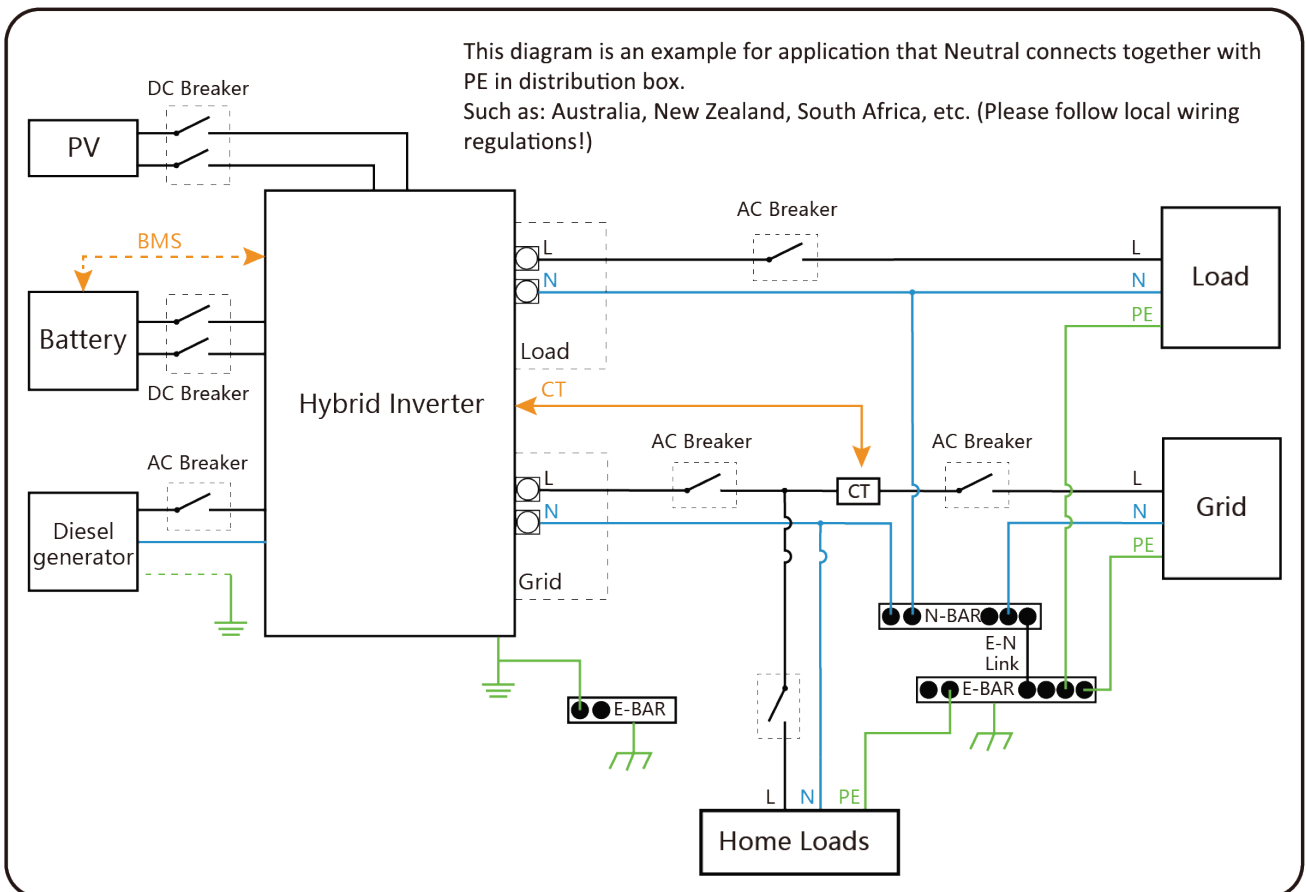 This diagram is an example for application that Neutral connects together with
PE in distribution box.
Such as: Australia, New Zealand, South Africa, etc. (Please follow local wiring
regulations!)
DC Breaker
PV
AC Breaker
BMS
L
N
Load
L
N
PE
Load
Battery
DC Breaker
Hybrid Inverter
CT
AC Breaker
AC Breaker
AC Breaker
Diesel
generator
L
N
Grid
CT
L
N
PE
Grid
N-BAR
E-N
Link
E-BAR
E-BAR
L
N
PE
Home Loads